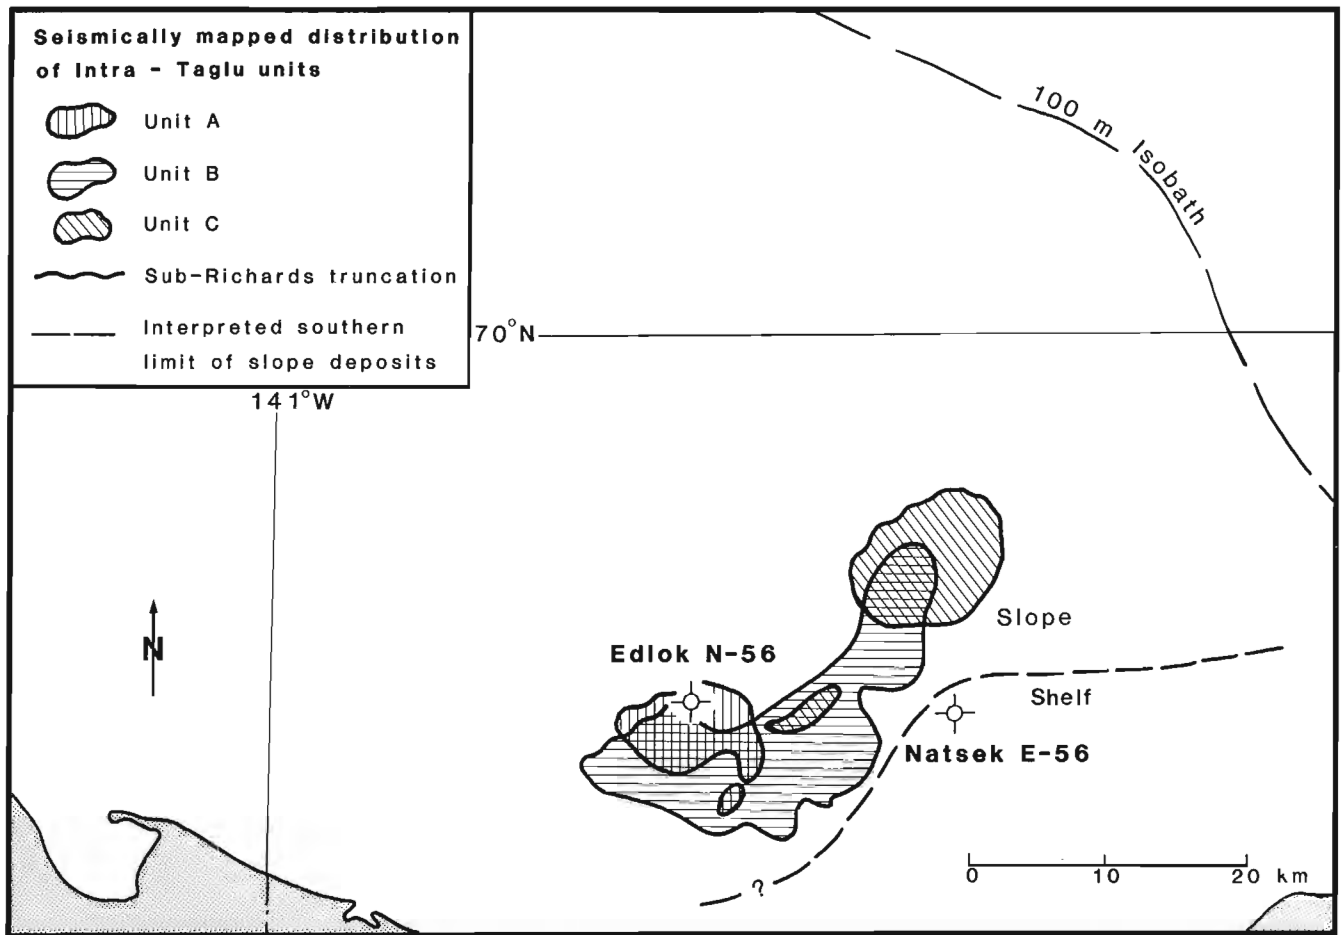 Seismically mapped distribution
of Intra - Taglu units
Unit A
Unit B
Unit C
Sub-Richards truncation
Interpreted southern
limit of slope deposits
100 m Isobath
70°N
141°W
N
Slope
Edlok N-56
Shelf
Natsek E-56
?
0 10 20 km